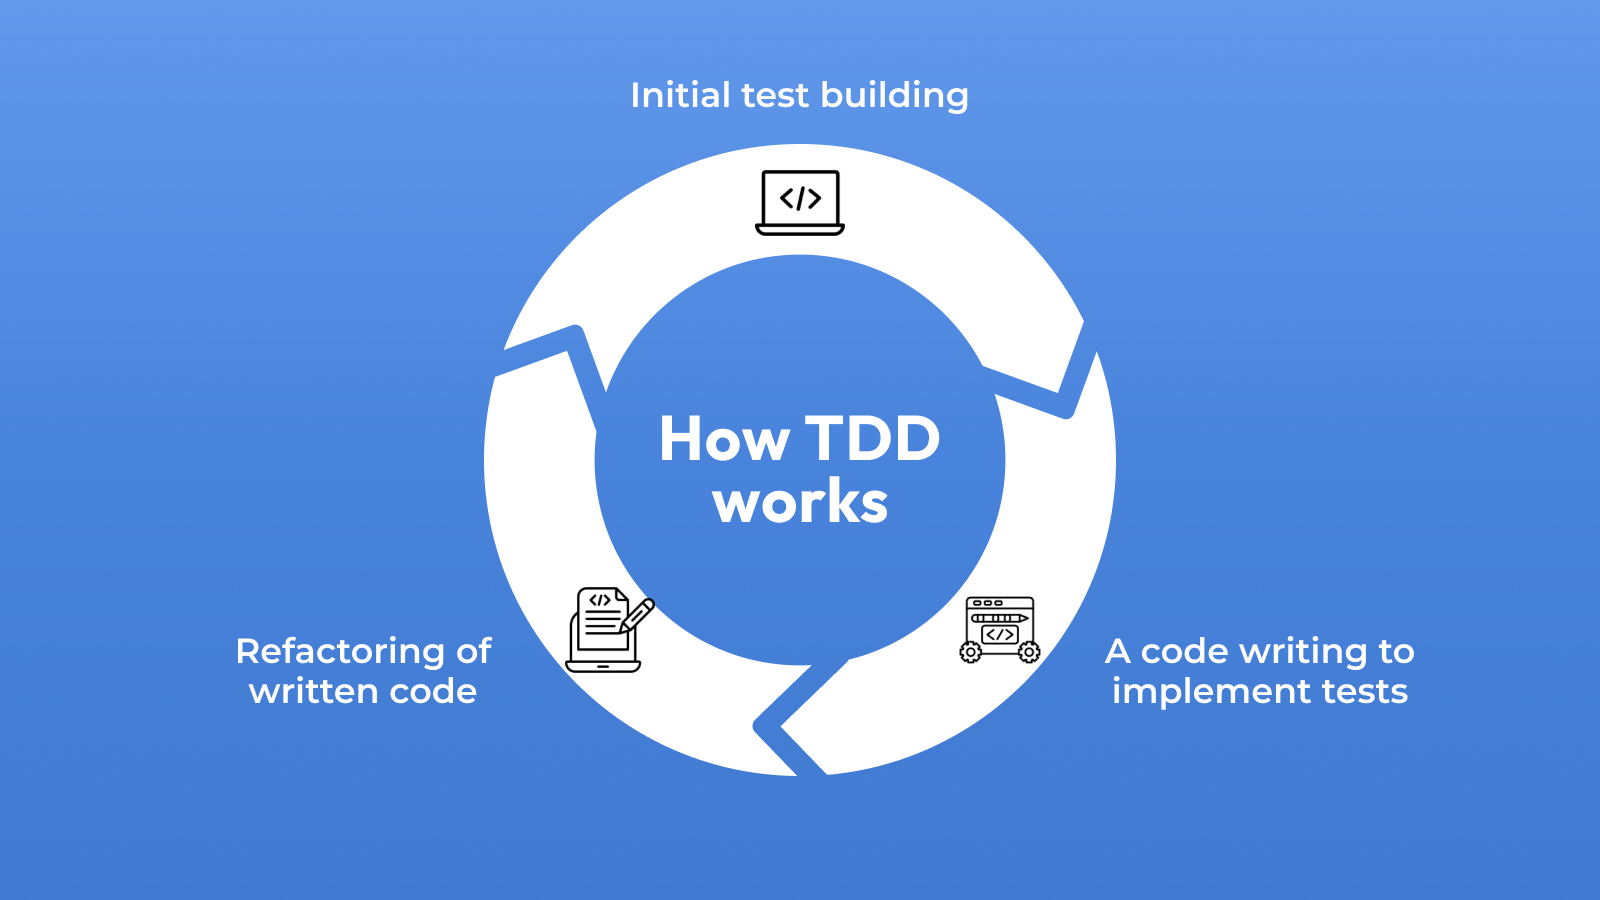 Initial test building
</>
How TDD
works
</>
</>
Refactoring of
written code
A code writing to
implement tests